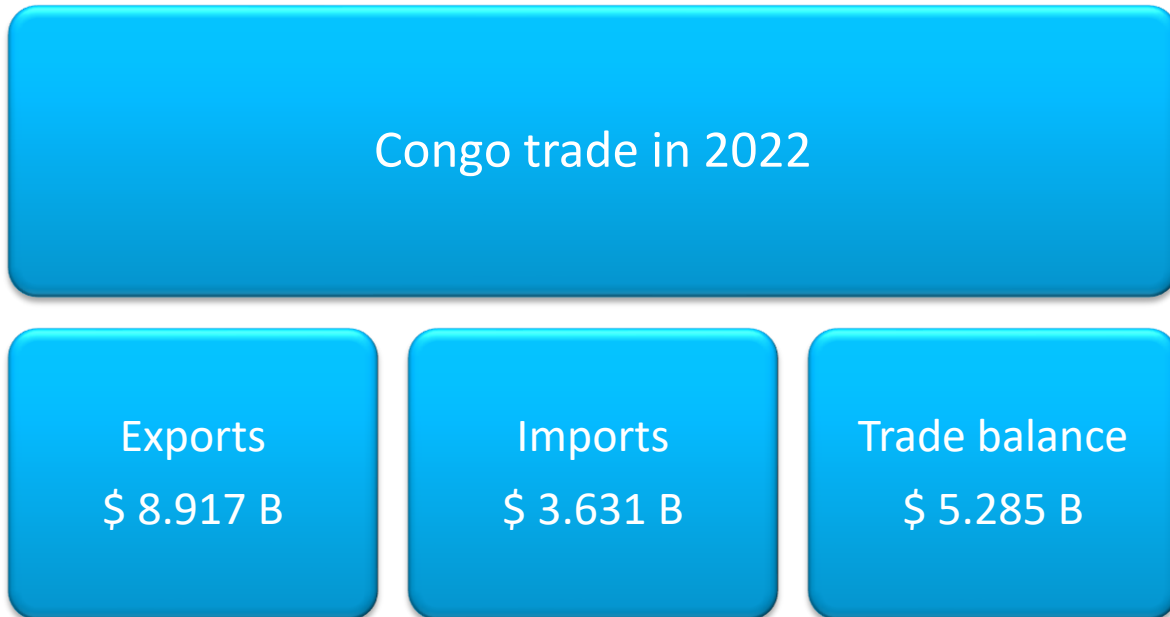 Congo trade in 2022
Exports
$ 8.917 B
Imports
$ 3.631 B
Trade balance
$ 5.285 B